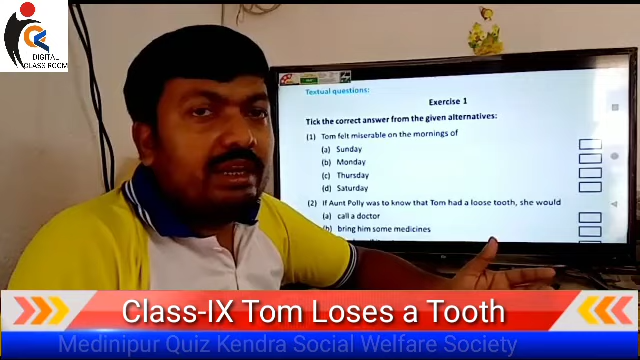 DIGITAL
CLASS ROOM
Textual questions:
Exercise 1
Tick the correct answer from the given alternatives:
(1) Tom felt miserable on the mornings of
(a) Sunday
(b) Monday
(c) Thursday
(d) Saturday
(2) If Aunt Polly was to know that Tom had a loose tooth, she would
(a) call a doctor
(b) bring him some medicines
Class-IX Tom Loses a Tooth
Medinipur Quiz Kendra Social Welfare Society